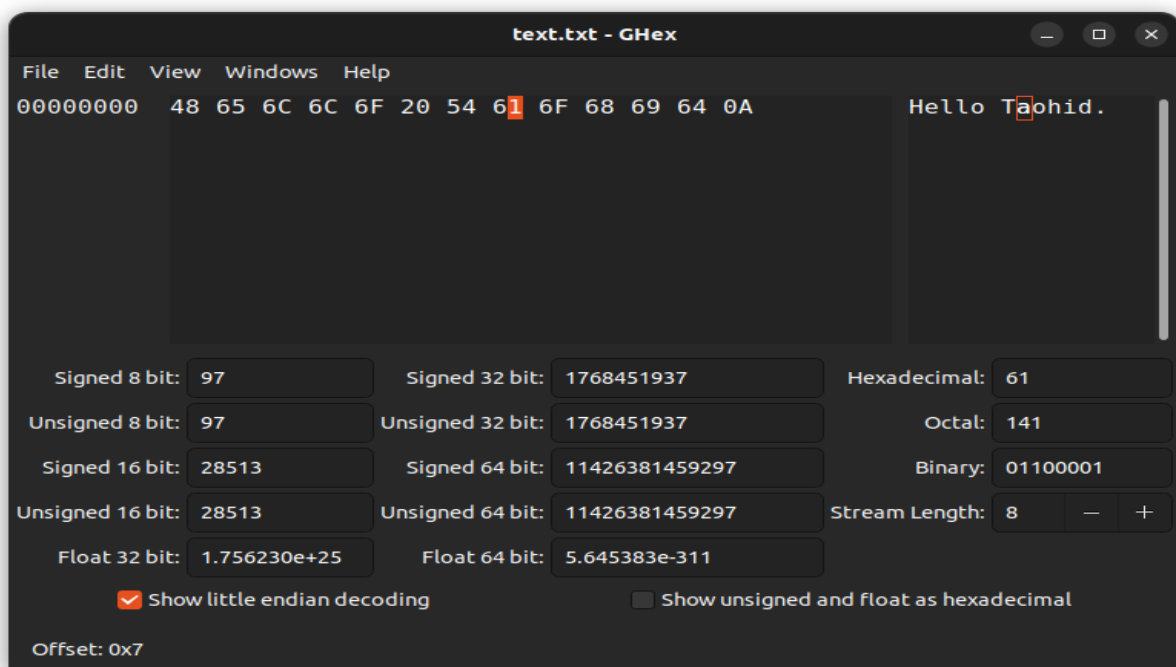 text.txt - GHex
File Edit View Windows Help
00000000 48 65 6C 6C 6F 20 54 61 6F 68 69 64 0A Hello Taohid.
Signed 8 bit: 97 Signed 32 bit: 1768451937 Hexadecimal: 61
Unsigned 8 bit: 97 Unsigned 32 bit: 1768451937 Octal: 141
Signed 16 bit: 28513 Signed 64 bit: 11426381459297 Binary: 01100001
Unsigned 16 bit: 28513 Unsigned 64 bit: 11426381459297 Stream Length: 8 — +
Float 32 bit: 1.756230e+25 Float 64 bit: 5.645383e-311
Show little endian decoding Show unsigned and float as hexadecimal
Offset: 0x7